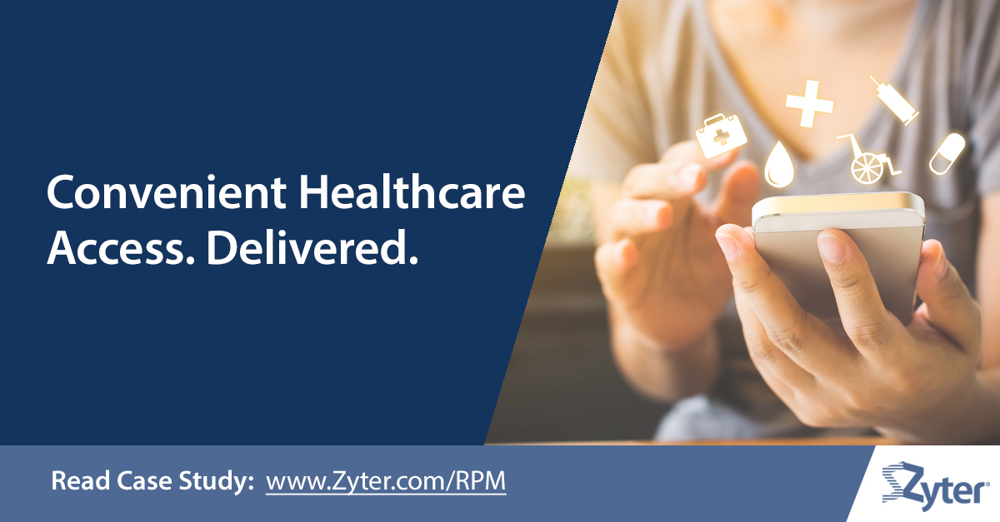 Convenient Healthcare
Access. Delivered.
Read Case Study: www.Zyter.com/RPM
Zyter®